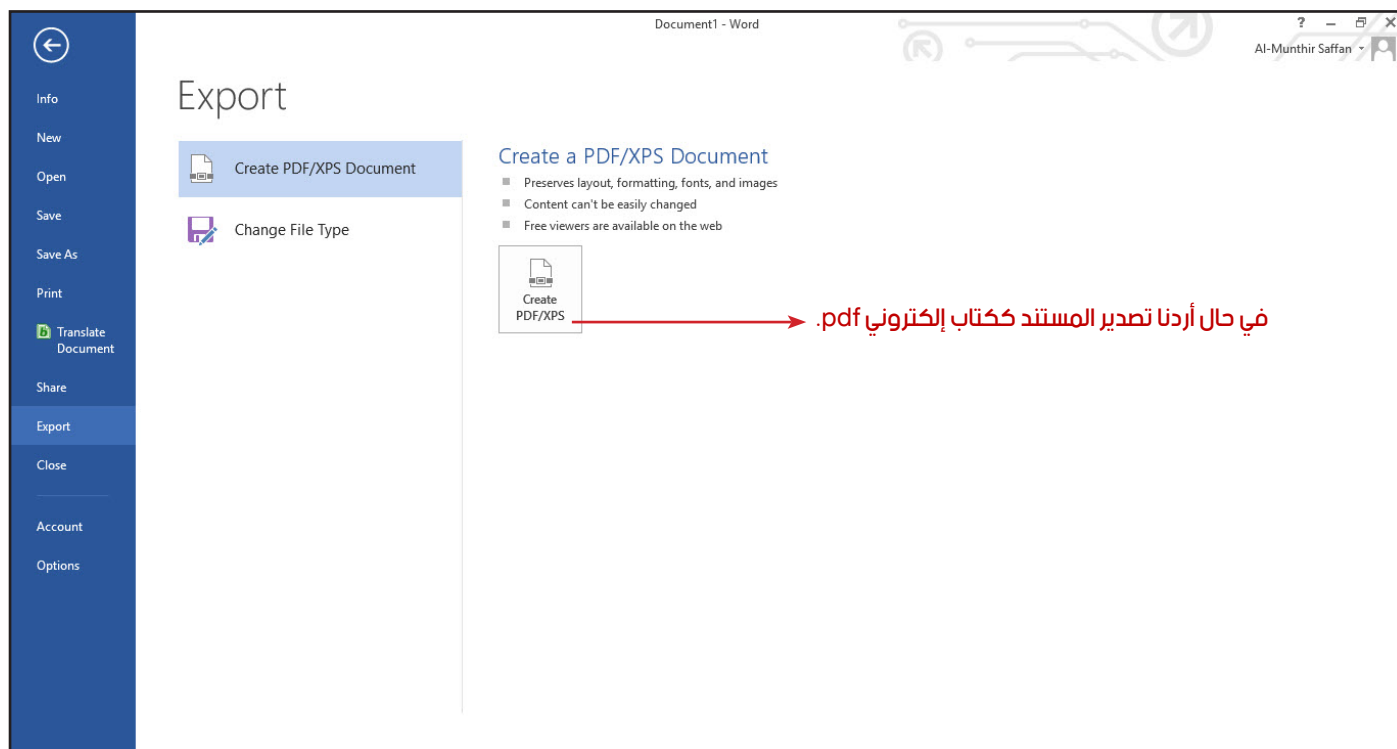 Document1 - Word
? – X
Al-Munthir Saffan
Info
New
Open
Save
Save As
Print
Translate
Document
Share
Export
Close
Account
Options
Export
Create PDF/XPS Document
Change File Type
Create a PDF/XPS Document
Preserves layout, formatting, fonts, and images
Content can't be easily changed
Free viewers are available on the web
Create
PDF/XPS
في حال أردنا تصدير المستند ككتاب إلكتروني pdf.